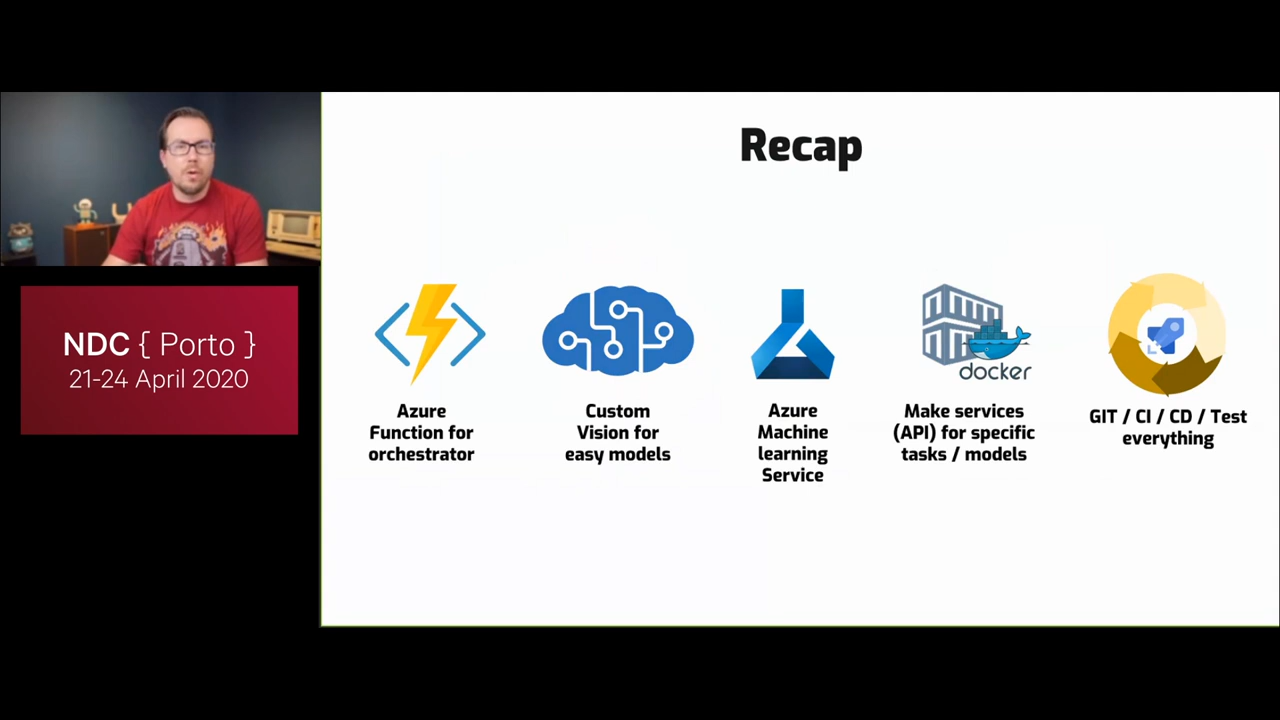 Recap
NDC { Porto }
21-24 April 2020
docker
Azure
Function for
orchestrator
Custom
Vision for
easy models
Azure
Machine
learning
Service
Make services
(API) for specific
tasks / models
GIT / CI / CD / Test
everything